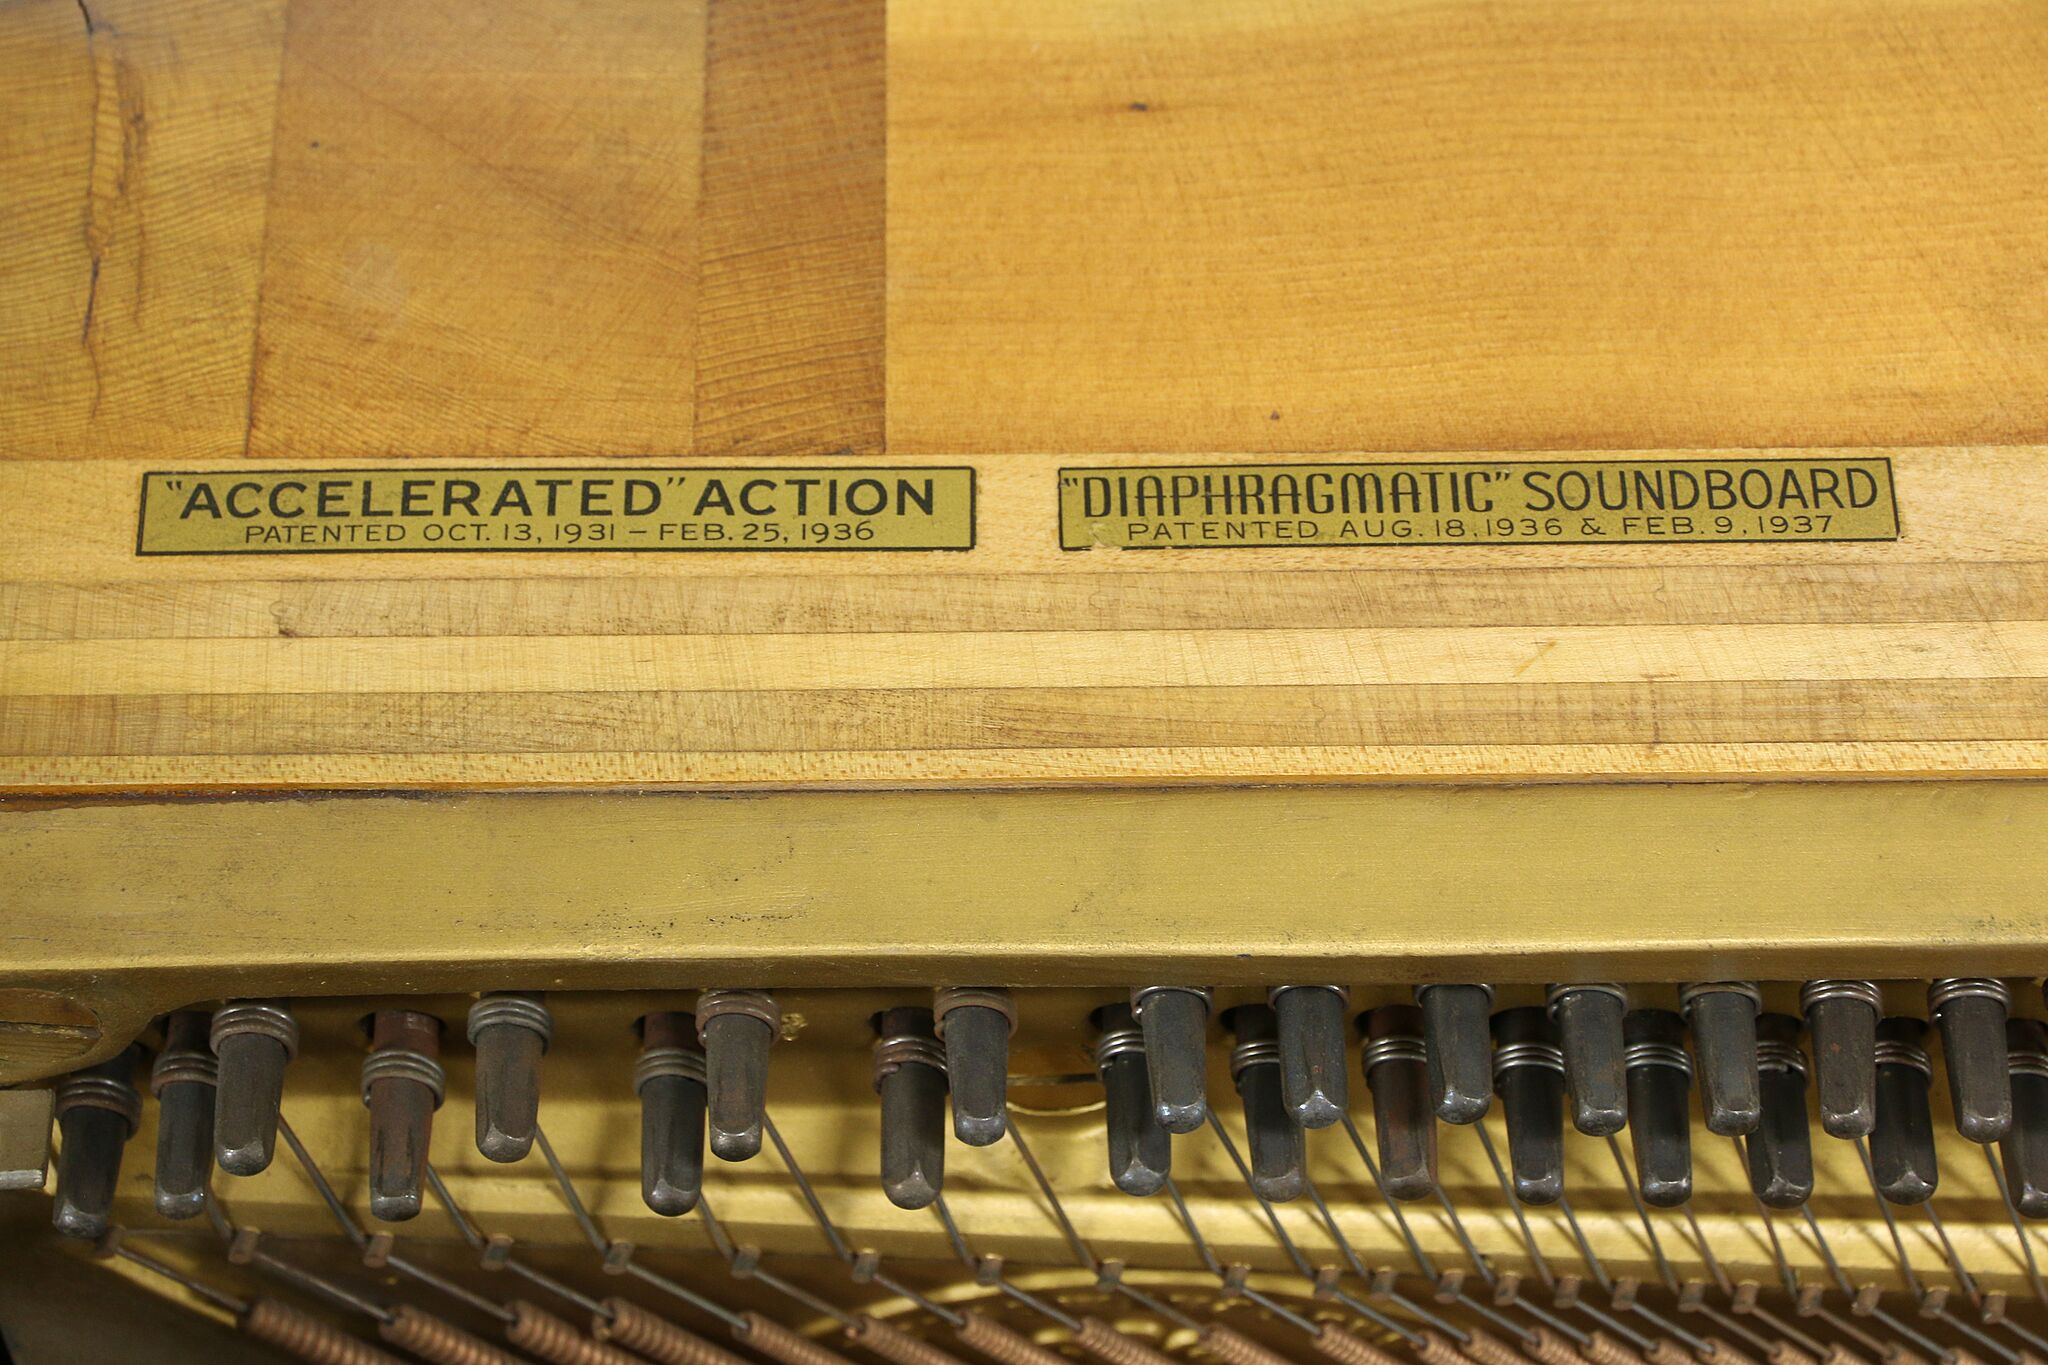 "ACCELERATED" ACTION
PATENTED OCT. 13, 1931 – FEB. 25, 1936
"DIAPHRAGMATIC" SOUNDBOARD
PATENTED AUG. 18, 1936 & FEB. 9, 1937